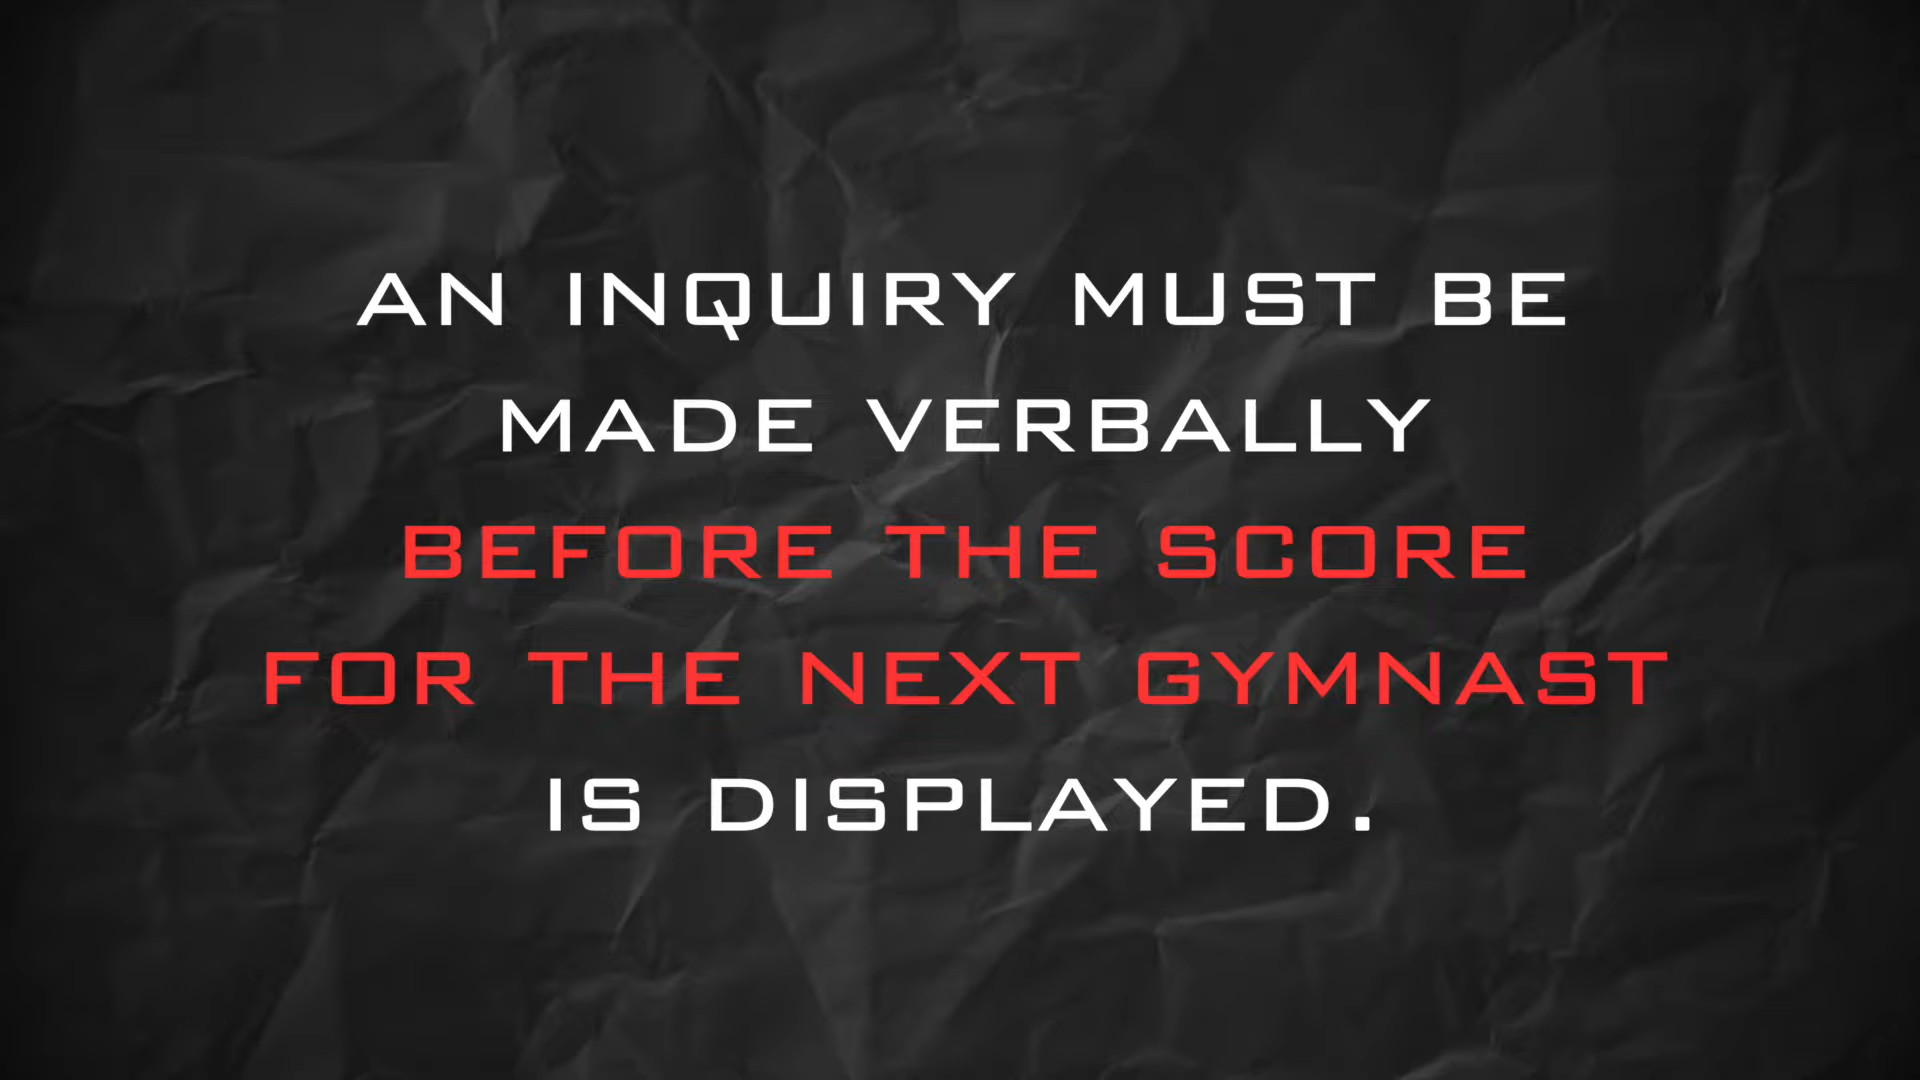 AN INQUIRY MUST BE
MADE VERBALLY
BEFORE THE SCORE
FOR THE NEXT GYMNAST
IS DISPLAYED.